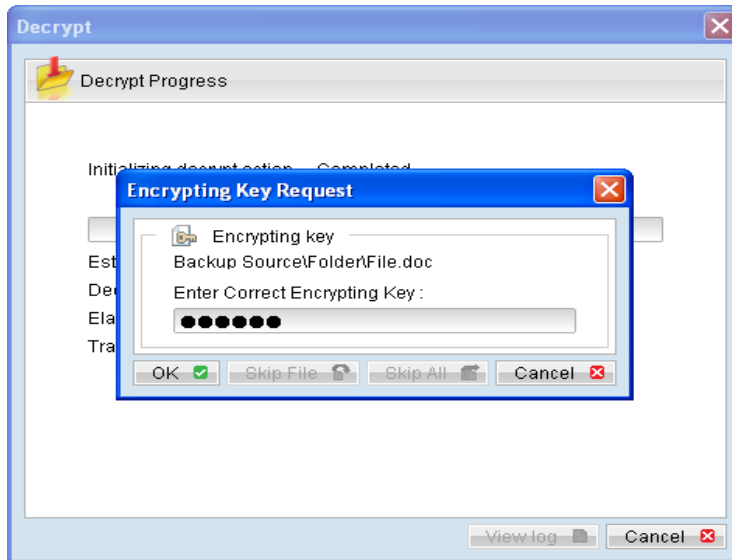 Decrypt
Decrypt Progress
Initializing decrypt action ... Completed
Encrypting Key Request
Encrypting key
Backup Source\Folder\File.doc
Enter Correct Encrypting Key :
●●●●●●
OK
Skip File
Skip All
Cancel
Est
Ela
Tra
View log
Cancel